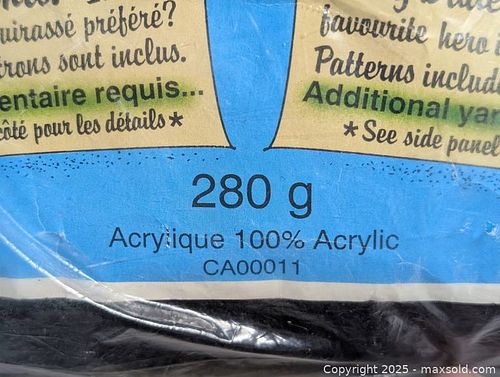 uirassé préféré?
trons sont inclus.
entaire requis...
côté pour les détails*
favourite hero
Patterns includ
Additional yar
*See side panel
280 g
Acrylique 100% Acrylic
CA00011
Copyright 2025 - maxsold.com